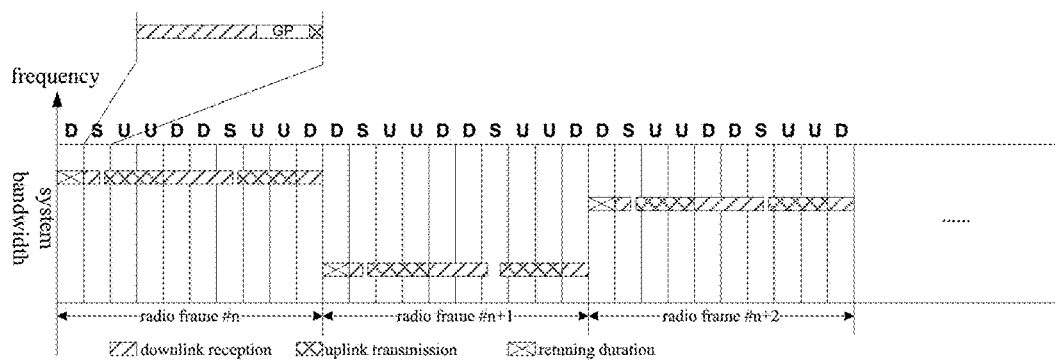 GP
frequency
D S U U D D S U U D D S U U D D S U U D D S U U D D S U U D
system
bandwidth
......
radio frame #n
radio frame #n+1
radio frame #n+2
downlink reception
uplink transmission
retuning duration